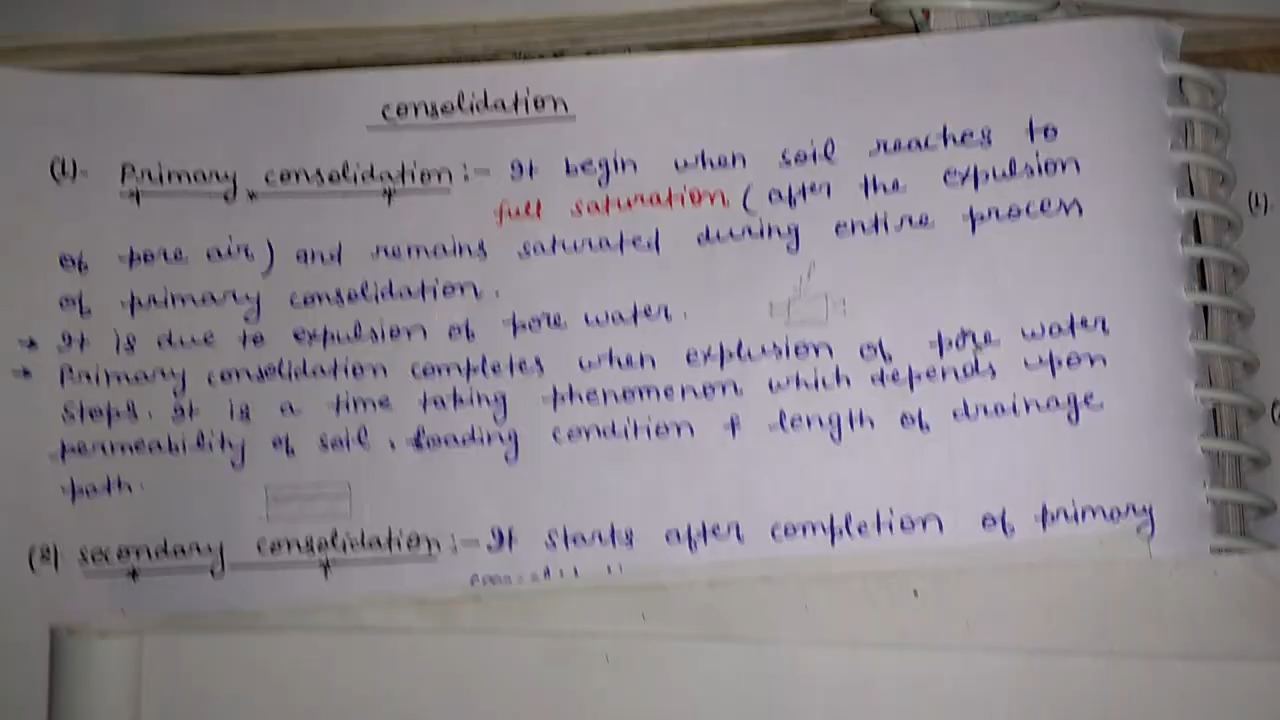 consolidation
(1). Primary consolidation :- It begin when soil reaches to
full saturation (after the expulsion
of pore air) and remains saturated during entire process
of primary consolidation.
→ It is due to expulsion of pore water.
→ Primary consolidation completes when explusion of pore water
stops. It is a time taking phenomenon which depends upon
permeability of soil, loading condition & length of drainage
path.
(2) secondary consolidation :- It starts after completion of primary
(1).